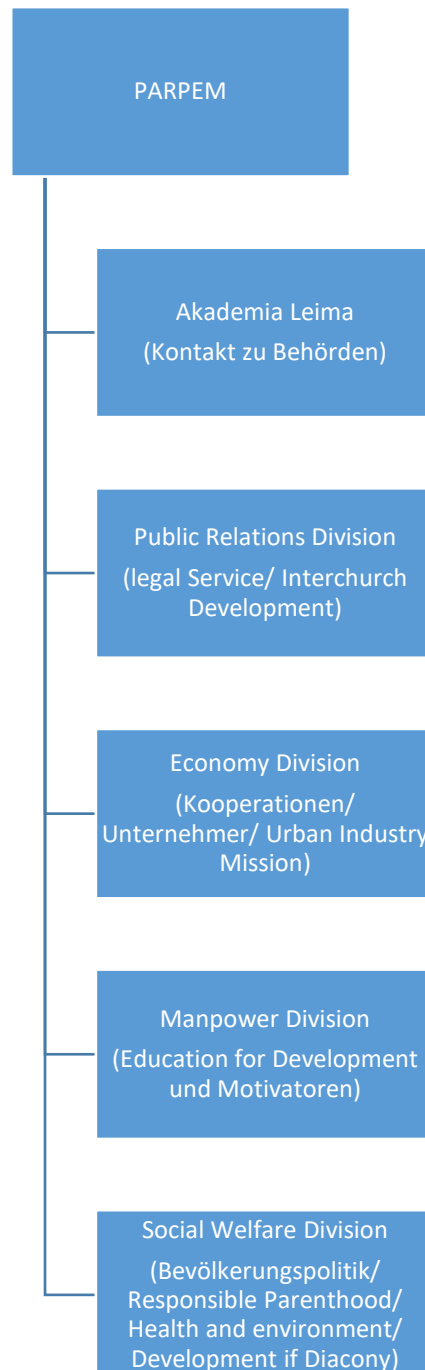 PARPEM
Akademia Leima
(Kontakt zu Behörden)
Public Relations Division
(legal Service/ Interchurch
Development)
Economy Division
(Kooperationen/
Unternehmer/ Urban Industry
Mission)
Manpower Division
(Education for Development
und Motivatoren)
Social Welfare Division
(Bevölkerungspolitik/
Responsible Parenthood/
Health and environment/
Development if Diacony)